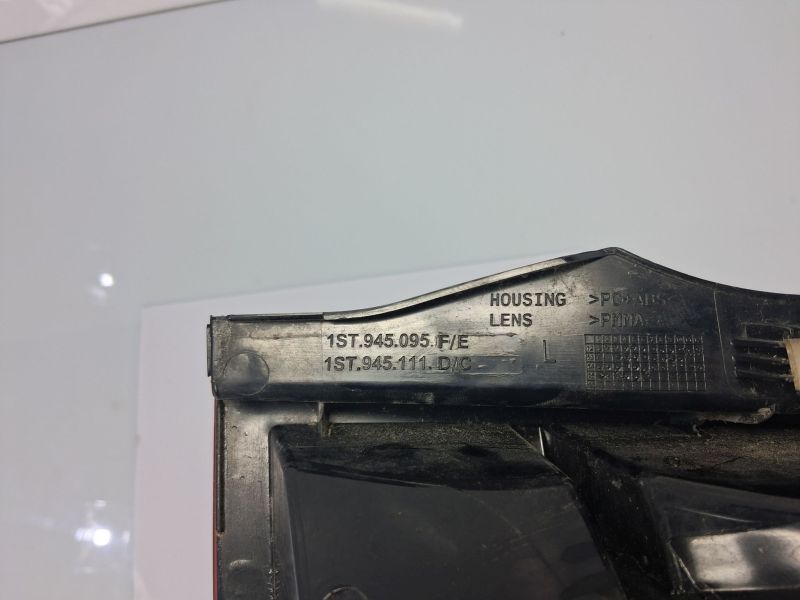 HOUSING >PC+ABS<
LENS >PMMA<
1ST.945.095.F/E
1ST.945.111.D/C
L